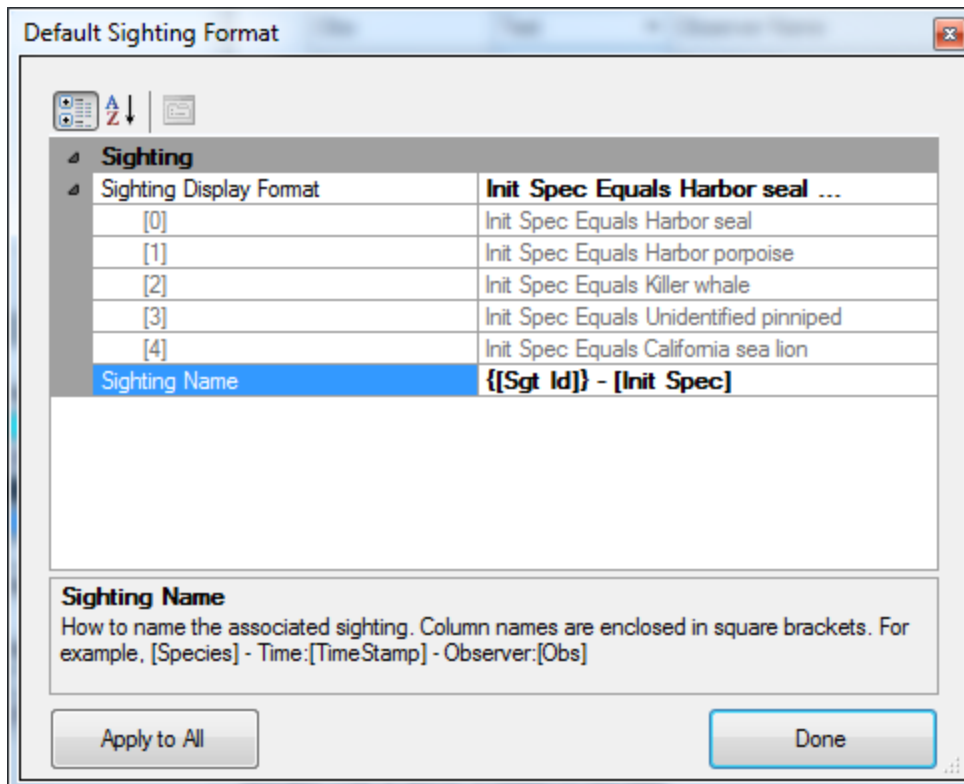 Default Sighting Format
Sighting
Sighting Display Format Init Spec Equals Harbor seal ...
[0] Init Spec Equals Harbor seal
[1] Init Spec Equals Harbor porpoise
[2] Init Spec Equals Killer whale
[3] Init Spec Equals Unidentified pinniped
[4] Init Spec Equals California sea lion
Sighting Name {[Sgt Id]} - [Init Spec]
Sighting Name
How to name the associated sighting. Column names are enclosed in square brackets. For
example, [Species] - Time:[TimeStamp] - Observer:[Obs]
Apply to All Done